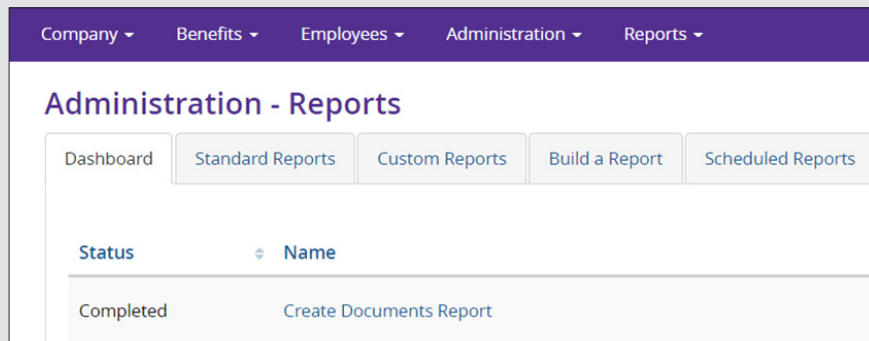 Company Benefits Employees Administration Reports
Administration - Reports
Dashboard Standard Reports Custom Reports Build a Report Scheduled Reports
Status Name
Completed Create Documents Report